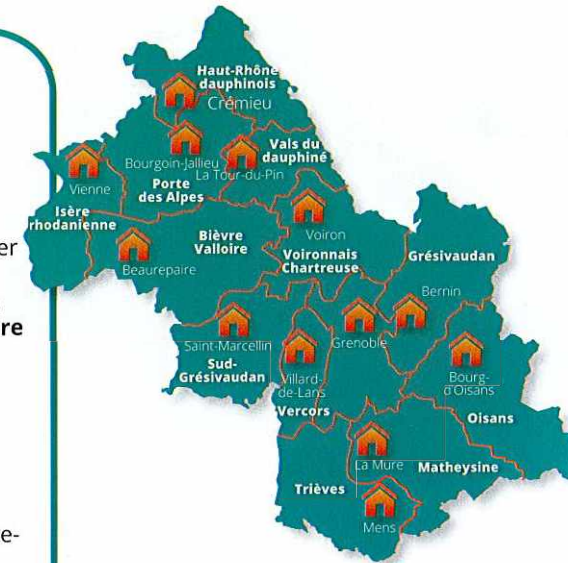 Haut-Rhône
dauphinois
Crémieu
Bourgoin-Jallieu
La Tour-du-Pin
Vals du
dauphiné
Vienne
Porte
des Alpes
Isère
rhodanienne
Bièvre
Valloire
Voiron
Beaurepaire
Voironnais
Chartreuse
Grésivaudan
Bernin
er
re
Saint-Marcellin
Grenoble
Sud-
Grésivaudan
Villard-
de-Lans
Bourg-
d'Oisans
Vercors
Oisans
La Mure
Matheysine
Trièves
Mens
e-